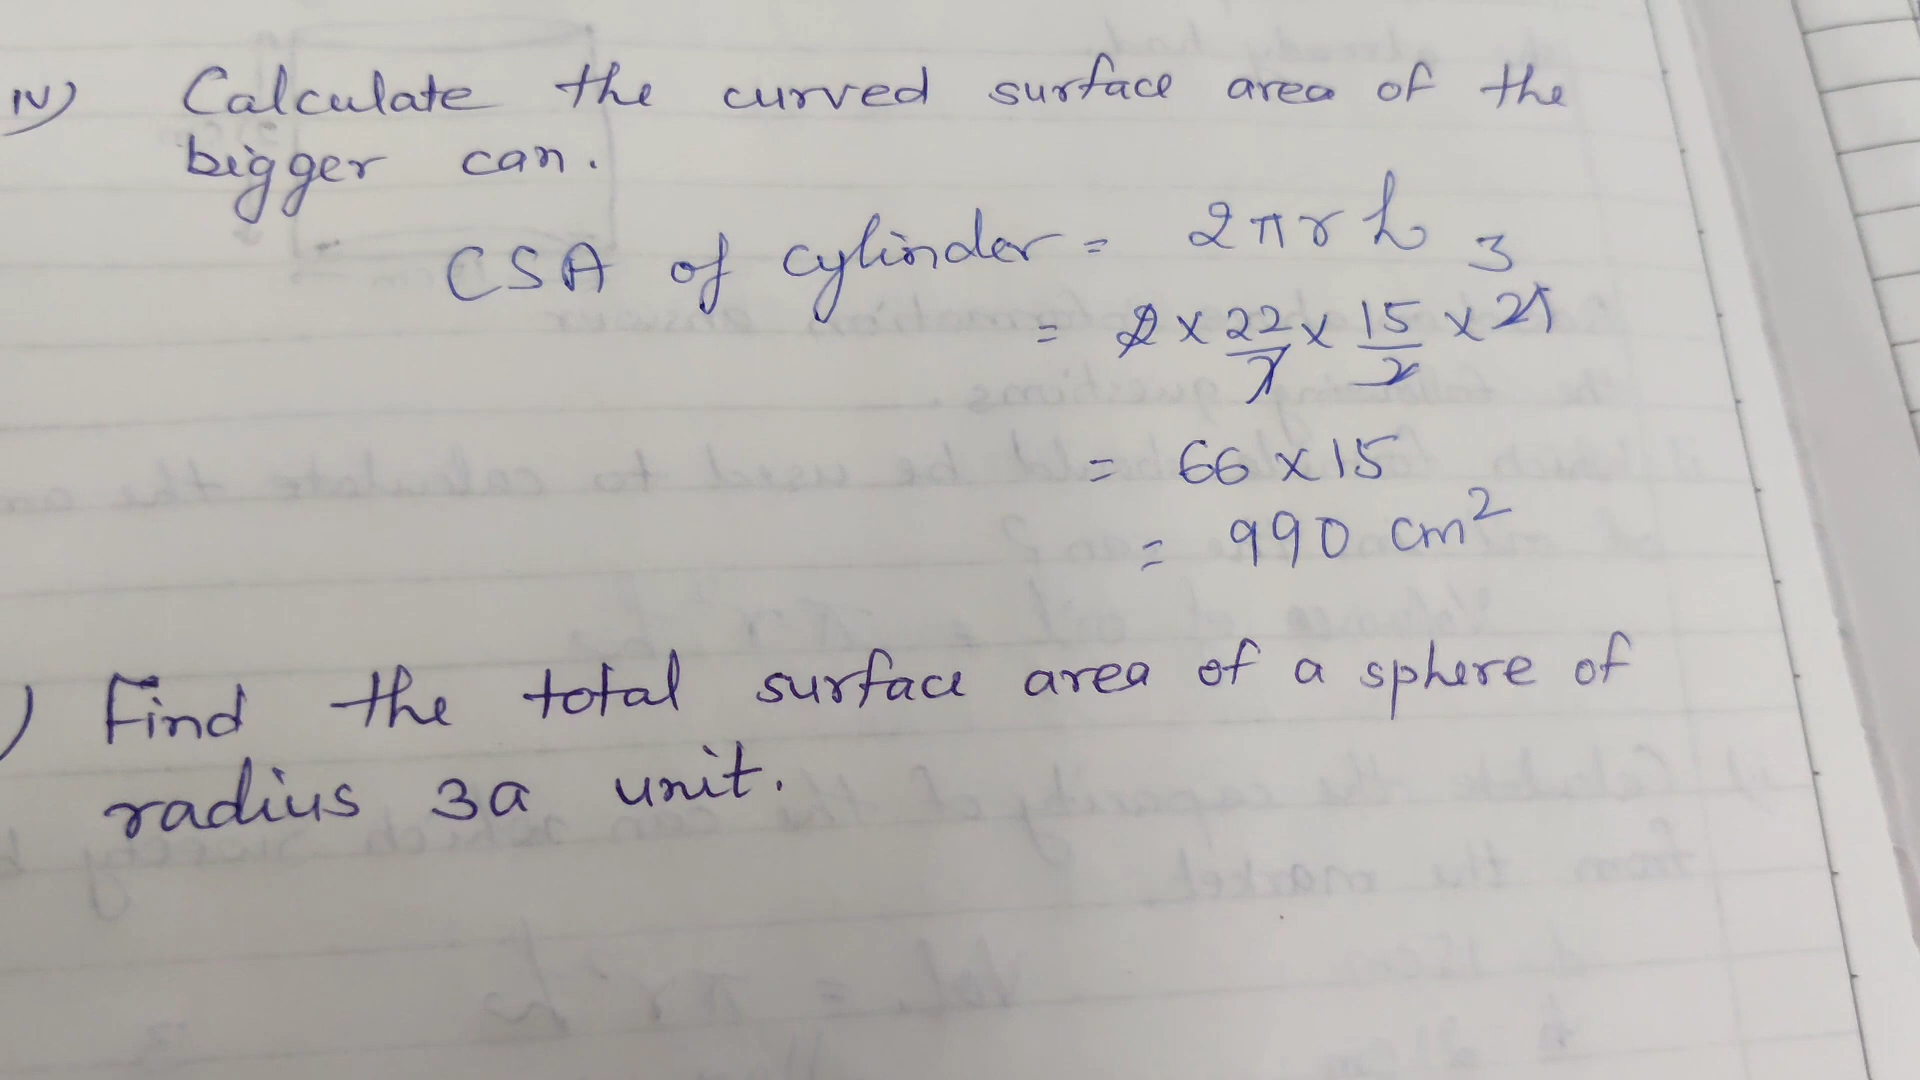 IV) Calculate the curved surface area of the
bigger can.
CSA of cylinder = 2πrh
3
= 2 × 22/7 × 15/2 × 21
= 66 × 15
= 990 cm²
) Find the total surface area of a sphere of
radius 3a unit.